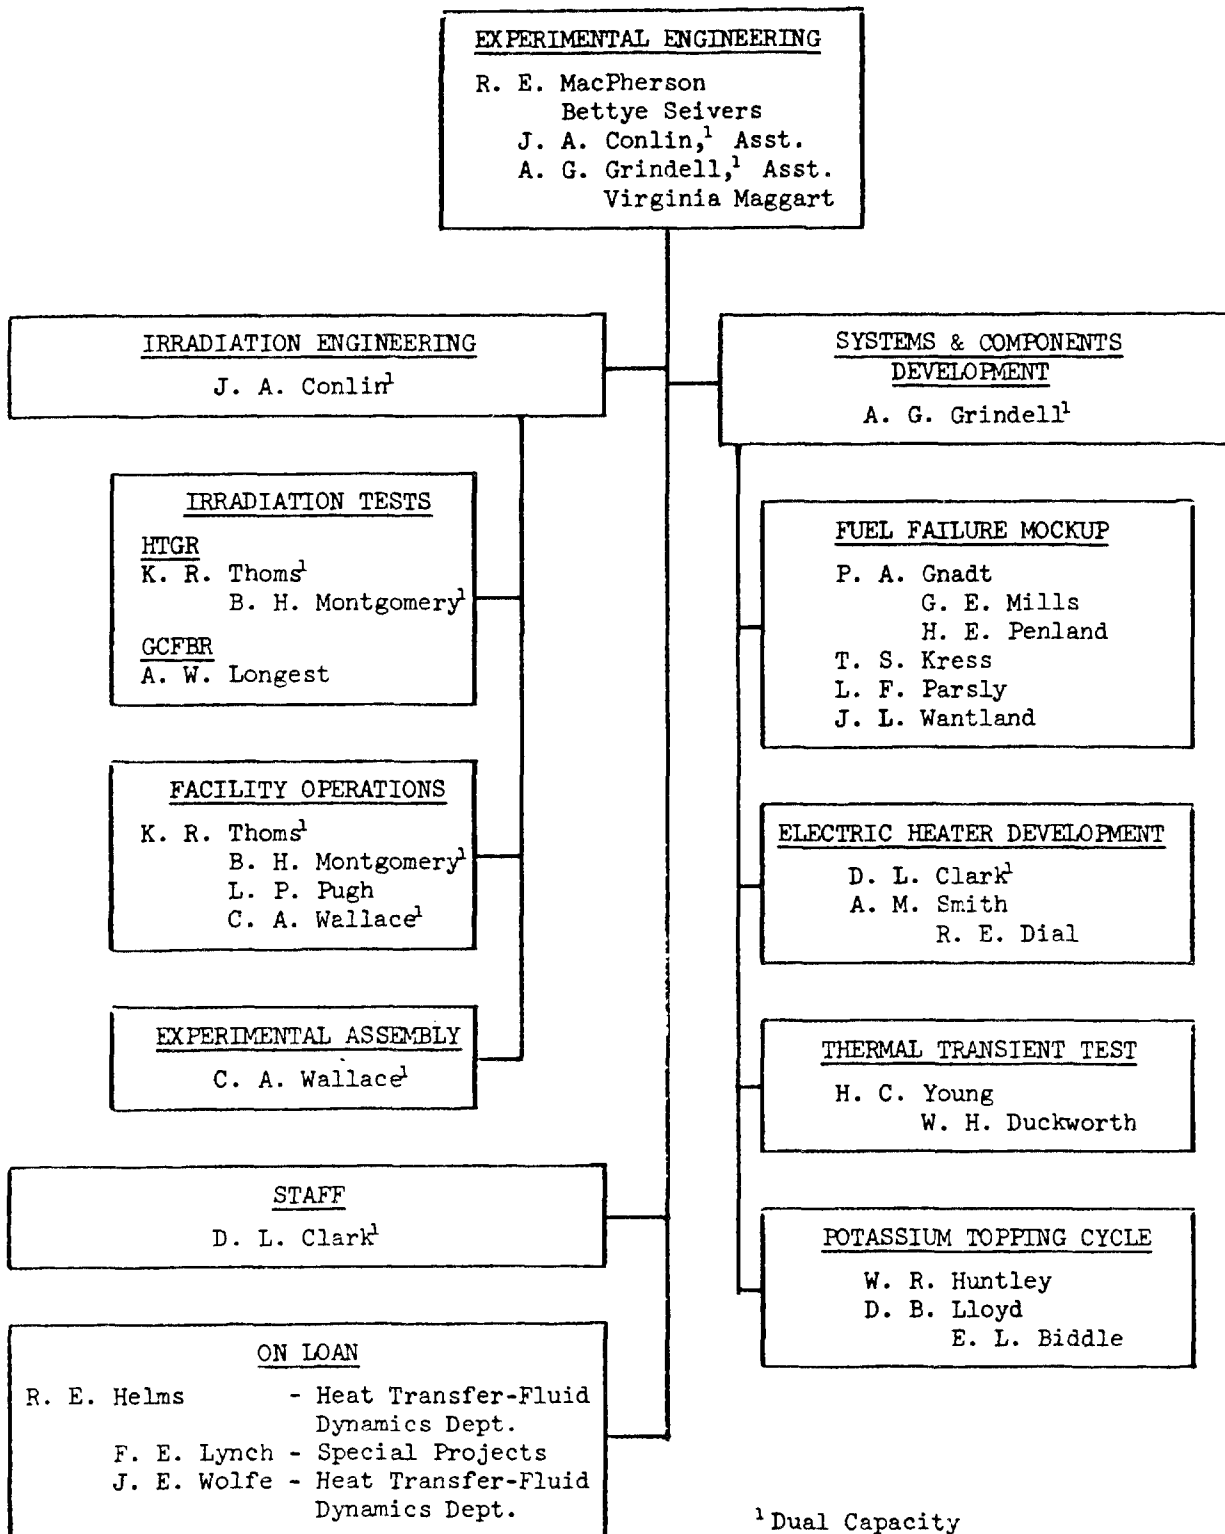 EXPERIMENTAL ENGINEERING
R. E. MacPherson
Bettye Seivers
J. A. Conlin,¹ Asst.
A. G. Grindell,¹ Asst.
Virginia Maggart
IRRADIATION ENGINEERING
J. A. Conlin¹
IRRADIATION TESTS
HTGR
K. R. Thoms¹
B. H. Montgomery¹
GCFBR
A. W. Longest
FACILITY OPERATIONS
K. R. Thoms¹
B. H. Montgomery¹
L. P. Pugh
C. A. Wallace¹
EXPERIMENTAL ASSEMBLY
C. A. Wallace¹
STAFF
D. L. Clark¹
ON LOAN
R. E. Helms - Heat Transfer-Fluid
Dynamics Dept.
F. E. Lynch - Special Projects
J. E. Wolfe - Heat Transfer-Fluid
Dynamics Dept.
SYSTEMS & COMPONENTS
DEVELOPMENT
A. G. Grindell¹
FUEL FAILURE MOCKUP
P. A. Gnadt
G. E. Mills
H. E. Penland
T. S. Kress
L. F. Parsly
J. L. Wantland
ELECTRIC HEATER DEVELOPMENT
D. L. Clark¹
A. M. Smith
R. E. Dial
THERMAL TRANSIENT TEST
H. C. Young
W. H. Duckworth
POTASSIUM TOPPING CYCLE
W. R. Huntley
D. B. Lloyd
E. L. Biddle
¹ Dual Capacity